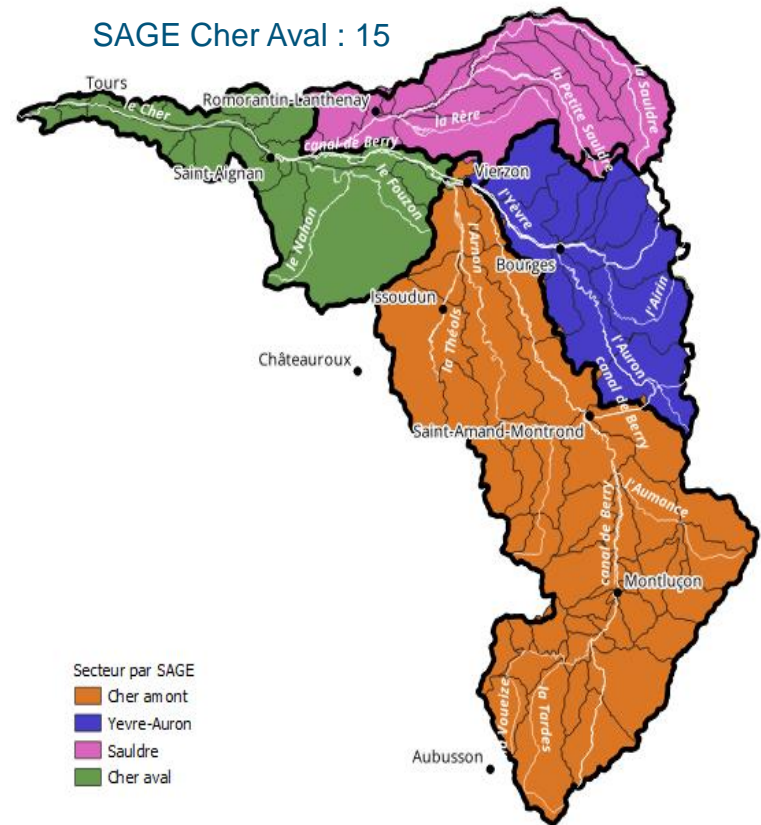 SAGE Cher Aval : 15
Tours
le Cher
Romorantin-Lanthenay
la Sauldre
la Petite Sauldre
la Rère
canal de Berry
Saint-Aignan
le Fouzon
Vierzon
le Nahon
l'Yèvre
l'Arnon
Bourges
l'Airin
Issoudun
la Théols
Châteauroux
l'Auron
canal de Berry
Saint-Amand-Montrond
l'Aumance
canal de Berry
Montluçon
la Voueize
la Tardes
Aubusson
Secteur par SAGE
Cher amont
Yevre-Auron
Sauldre
Cher aval